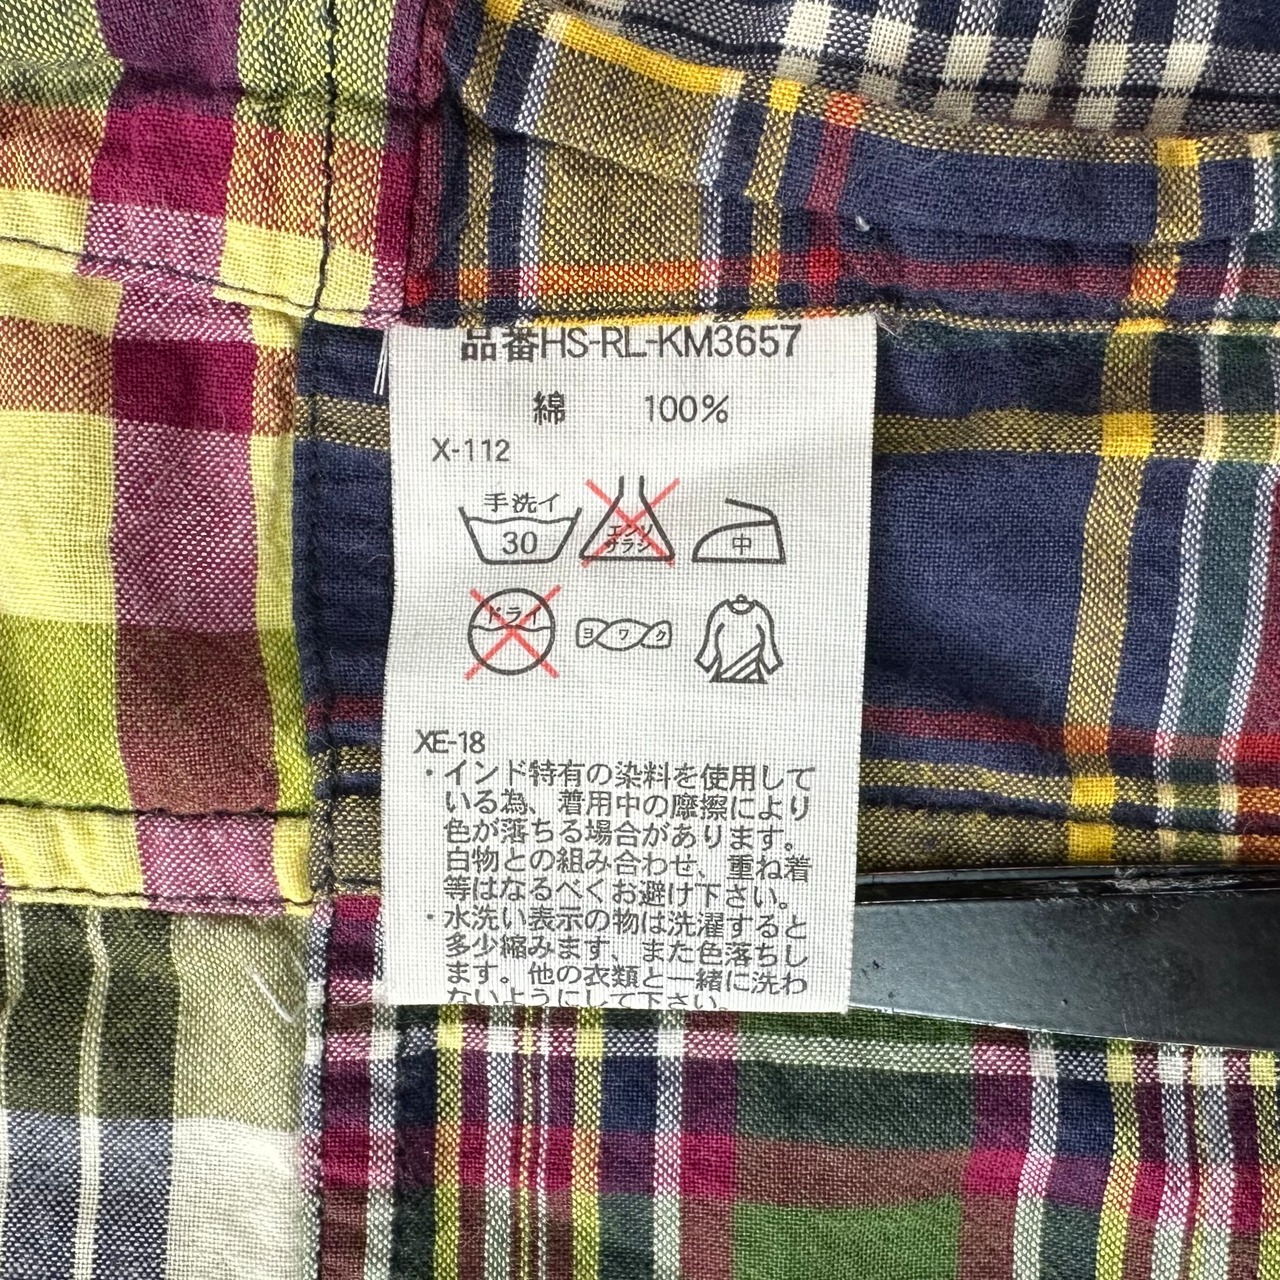 品番HS-RL-KM3657
綿 100%
X-112
手洗イ
30
エンソ
サラシ
中
ドライ
ヨワク
XE-18
・インド特有の染料を使用して
いる為、着用中の摩擦により
色が落ちる場合があります。
白物との組み合わせ、重ね着
等はなるべくお避け下さい。
・水洗い表示の物は洗濯すると
多少縮みます、また色落ちし
ます。他の衣類と一緒に洗わ
ないようにして下さい。